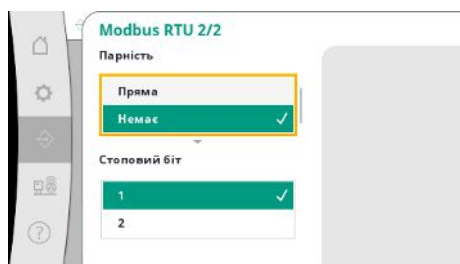 Modbus RTU 2/2
Парність
Пряма
Немає
Стоповий біт
1
2